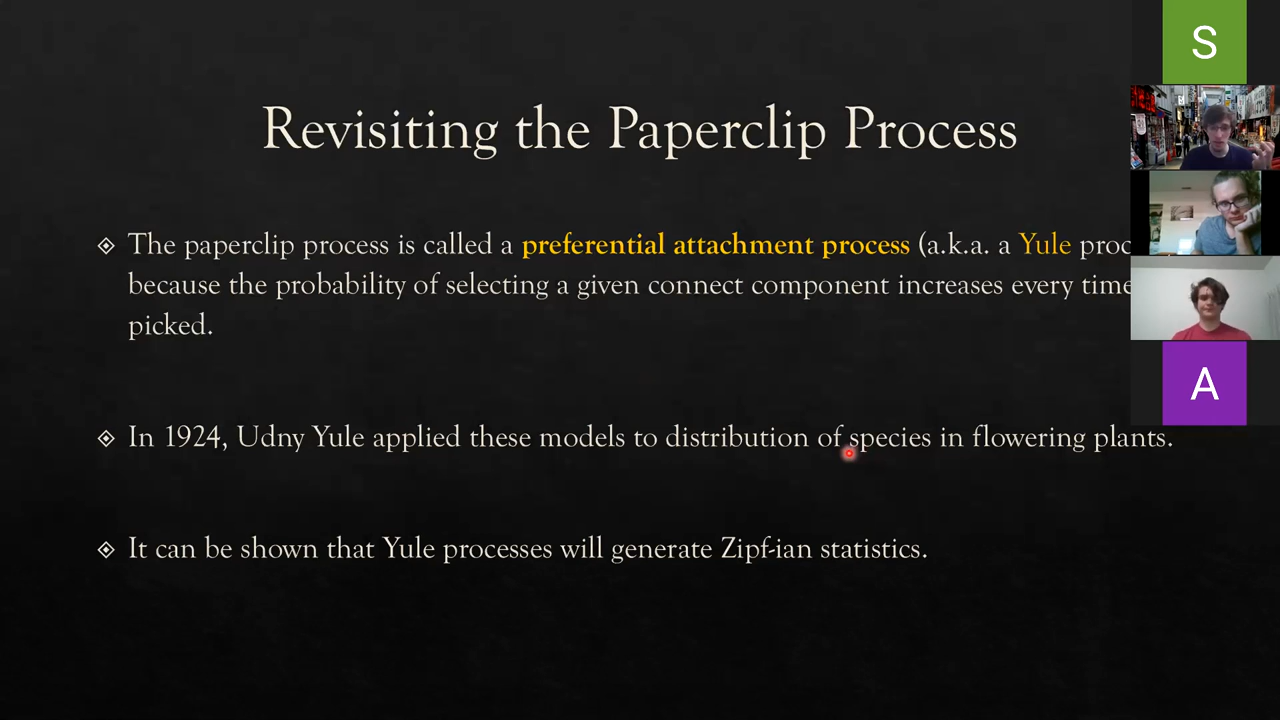 Revisiting the Paperclip Process
The paperclip process is called a preferential attachment process (a.k.a. a Yule proc
because the probability of selecting a given connect component increases every time
picked.
In 1924, Udny Yule applied these models to distribution of species in flowering plants.
It can be shown that Yule processes will generate Zipf-ian statistics.
S
A